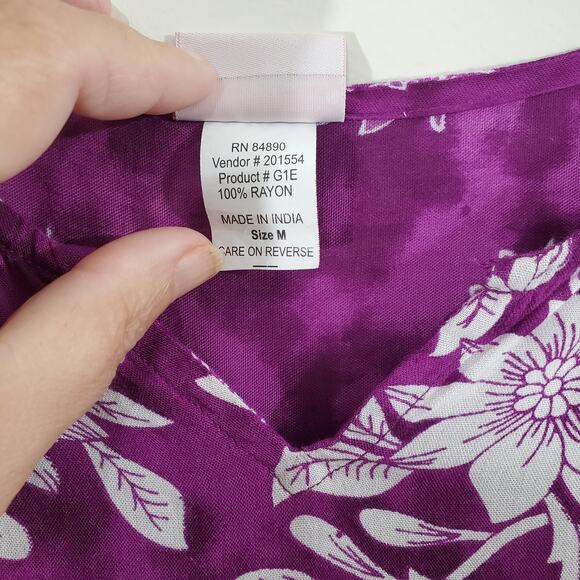 RN 84890
Vendor # 201554
Product # G1E
100% RAYON
MADE IN INDIA
Size M
CARE ON REVERSE